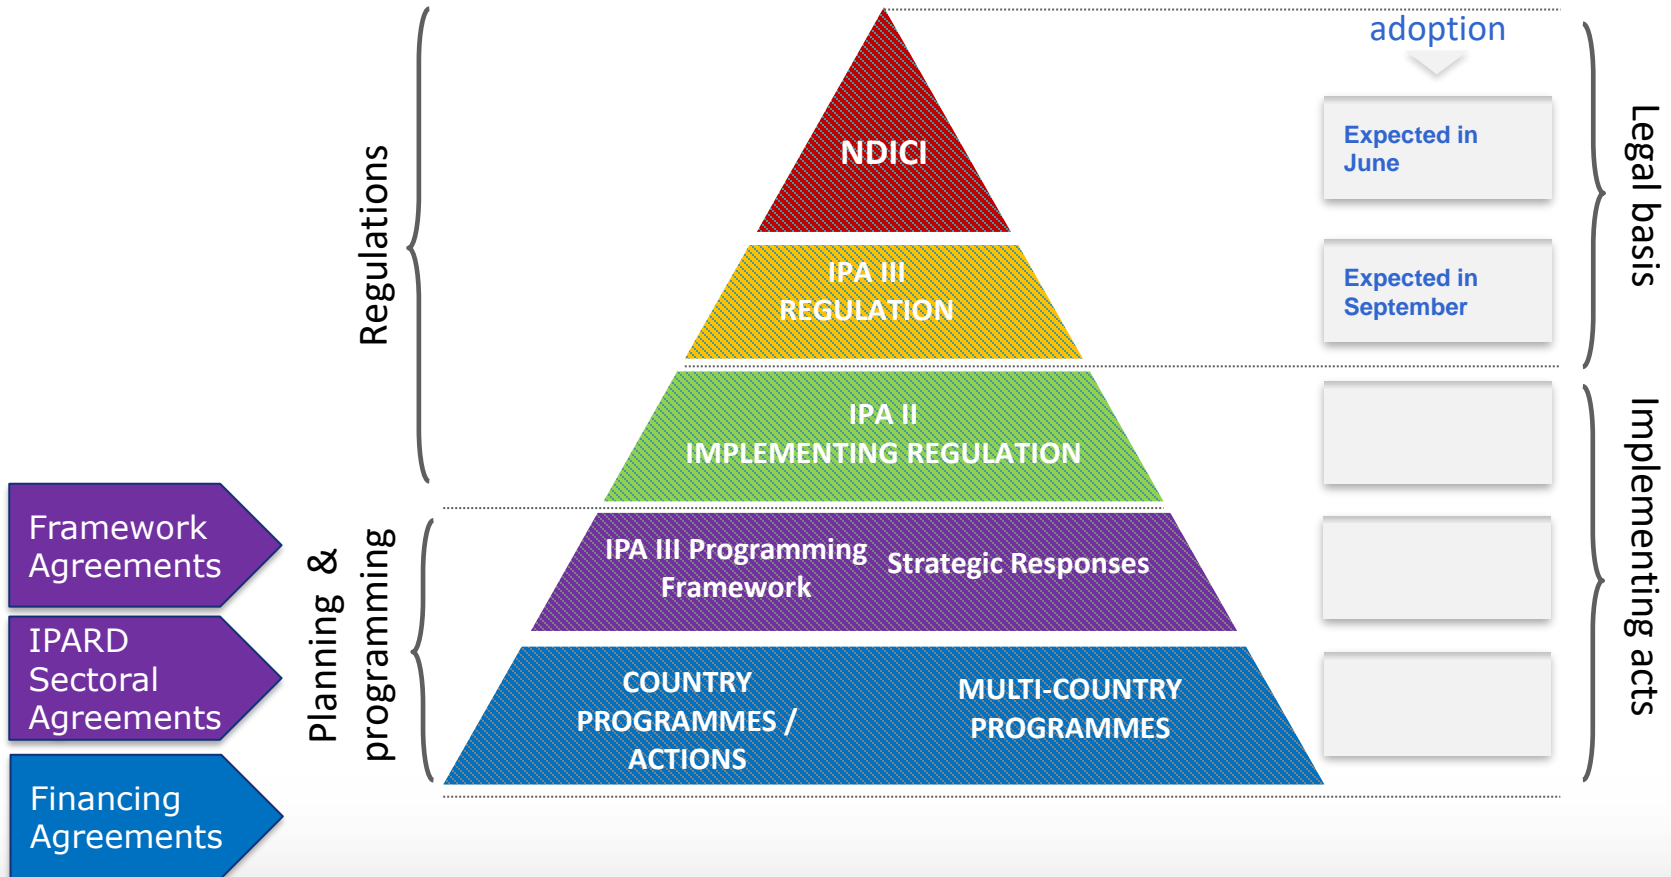 adoption
Regulations
NDICI
Expected in
June
Legal basis
IPA III
REGULATION
Expected in
September
IPA II
IMPLEMENTING REGULATION
Implementing acts
Framework
Agreements
Planning &
programming
IPA III Programming
Framework
Strategic Responses
IPARD
Sectoral
Agreements
COUNTRY
PROGRAMMES /
ACTIONS
MULTI-COUNTRY
PROGRAMMES
Financing
Agreements